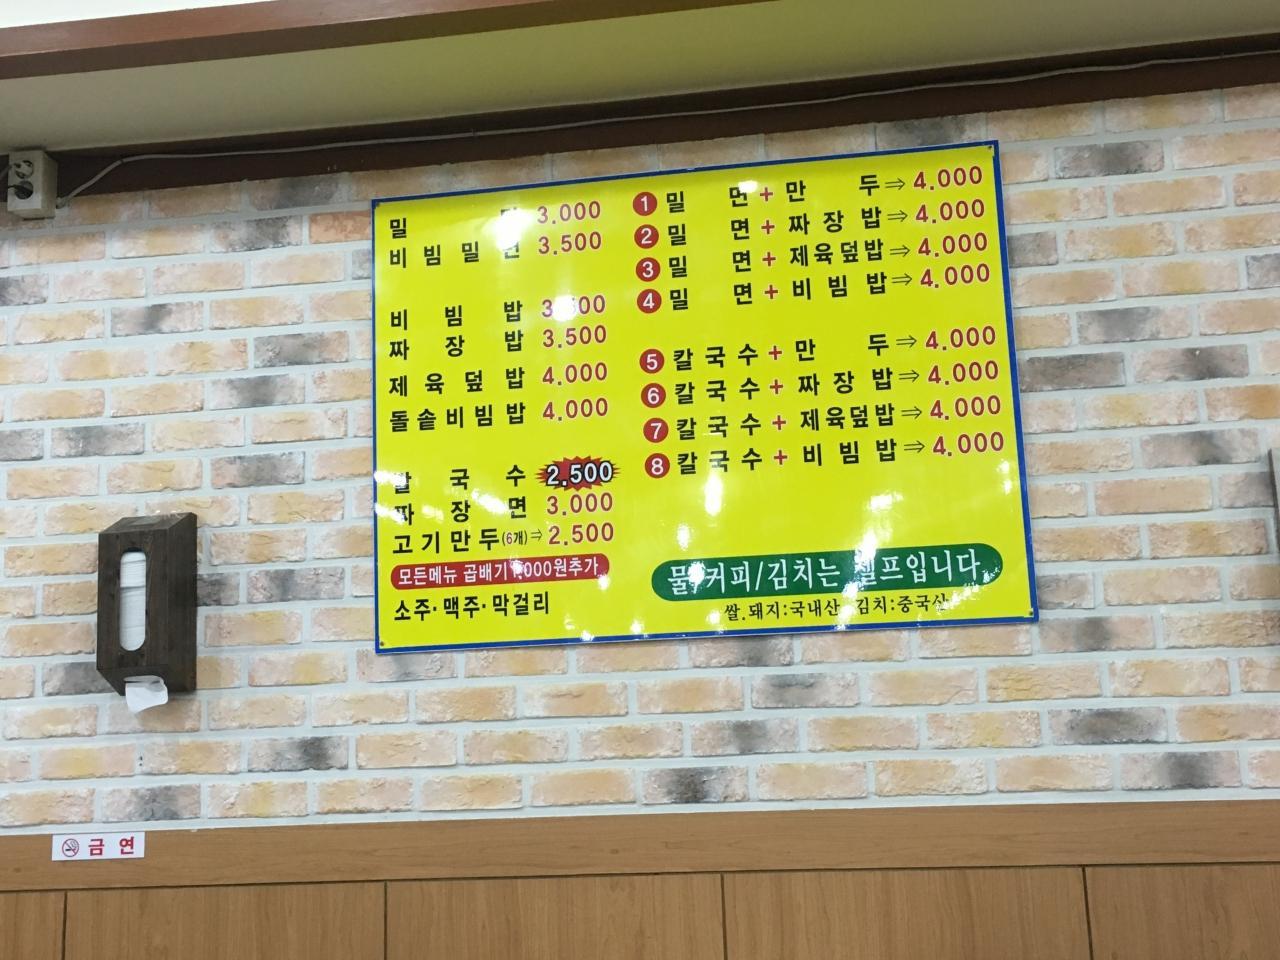 밀 면 3.000
비빔밀면 3.500
비 빔 밥
짜 장 밥 3.500
제 육 덮 밥 4.000
돌솥비빔밥 4.000
칼 국 수 2.500
짜 장 면 3.000
고기만두(6개)⇒2.500
모든메뉴 곱배기1,000원추가
소주·맥주·막걸리
1 밀 면+만 두⇒4.000
2 밀 면+짜장밥⇒4.000
3 밀 면+제육덮밥⇒4.000
4 밀 면+비빔밥⇒4.000
5 칼국수+만 두⇒4.000
6 칼국수+짜장밥⇒4.000
7 칼국수+제육덮밥⇒4.000
8 칼국수+비빔밥⇒4.000
물/커피/김치는 셀프입니다
쌀.돼지:국내산 김치:중국산
금 연